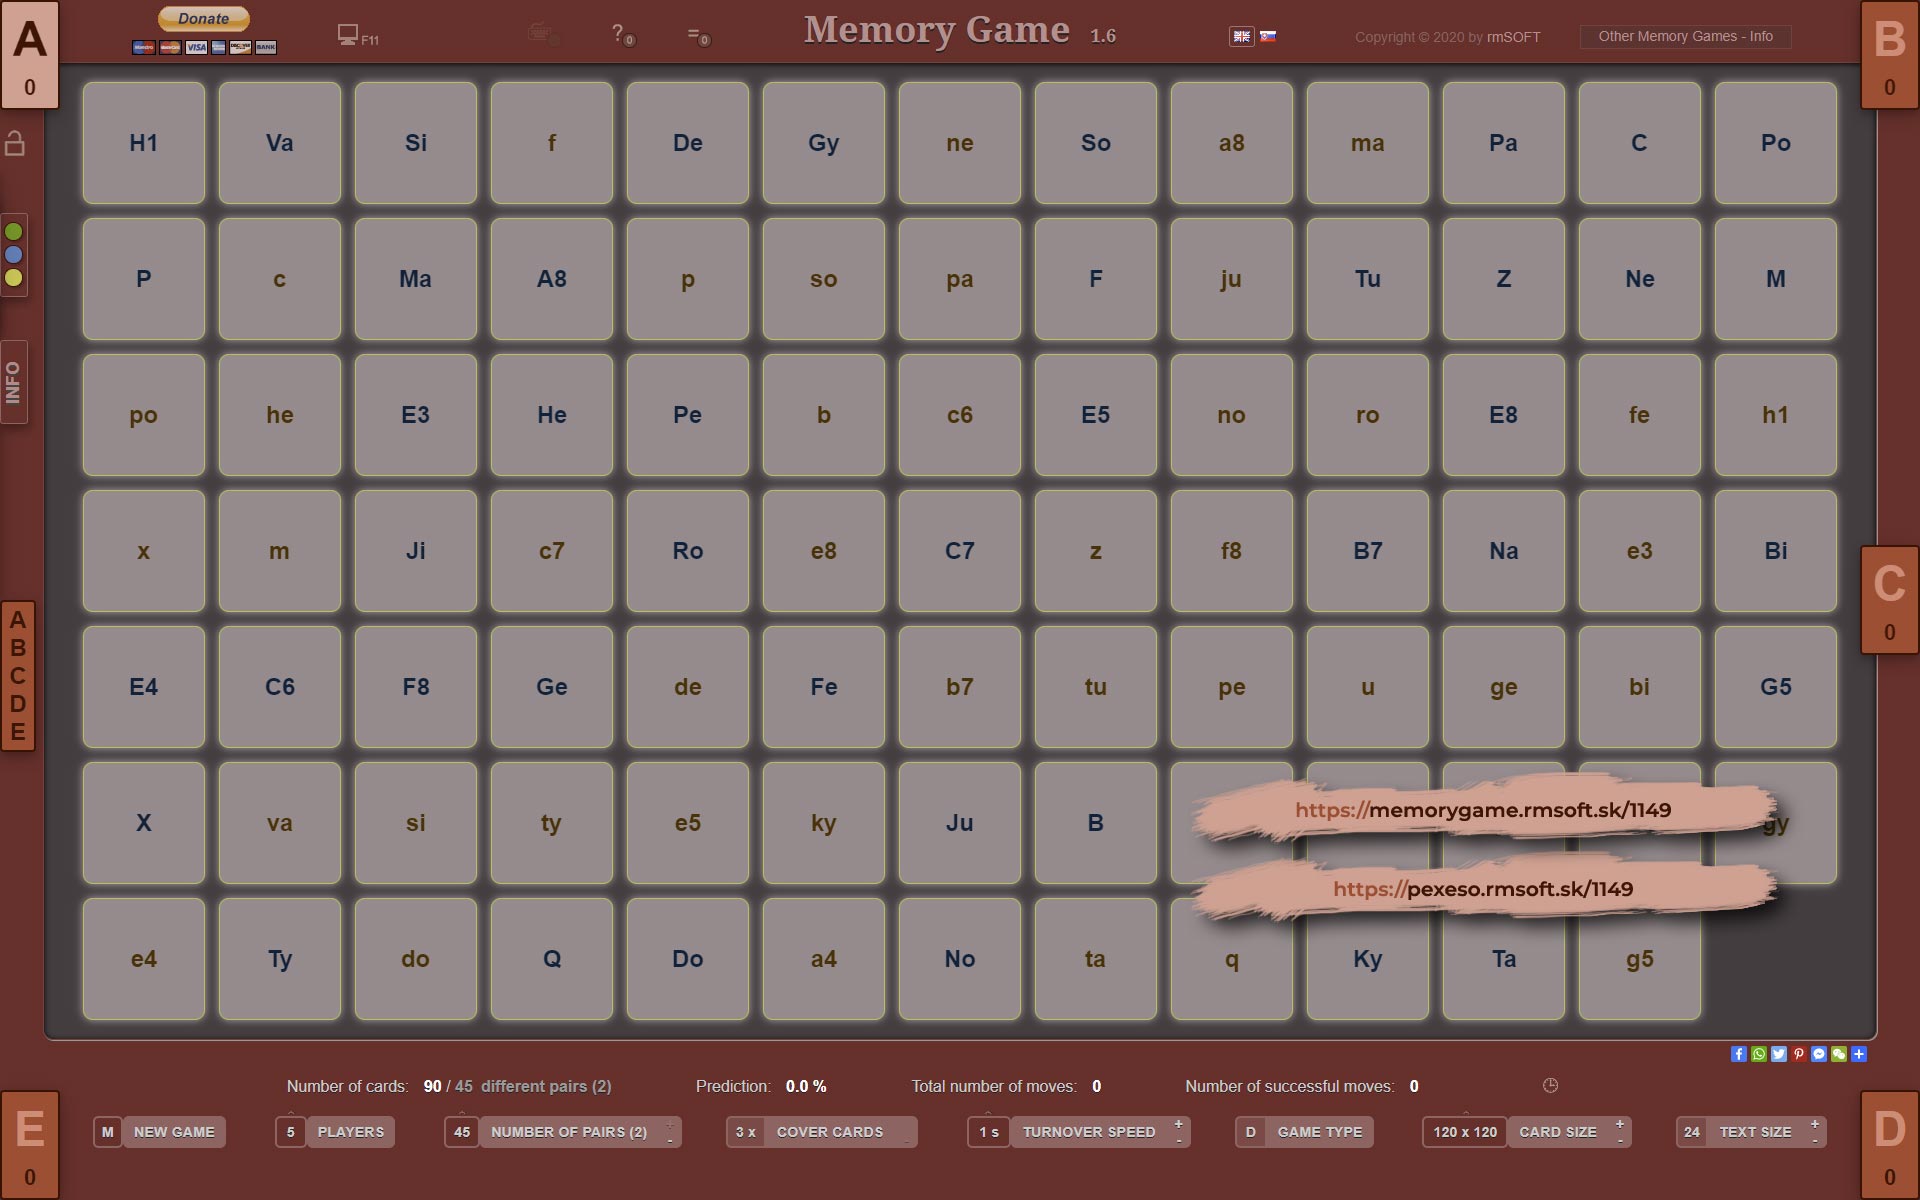 A
0
Donate
Maestro MasterCard VISA DISCOVER BANK
F11
?0
=0
Memory Game 1.6
Copyright © 2020 by rmSOFT
Other Memory Games - Info
B
0
H1 Va Si f De Gy ne So a8 ma Pa C Po
P c Ma A8 p so pa F ju Tu Z Ne M
INFO
po he E3 He Pe b c6 E5 no ro E8 fe h1
x m Ji c7 Ro e8 C7 z f8 B7 Na e3 Bi
C
0
A
B
C
D
E
E4 C6 F8 Ge de Fe b7 tu pe u ge bi G5
X va si ty e5 ky Ju B gy
https://memorygame.rmsoft.sk/1149
https://pexeso.rmsoft.sk/1149
e4 Ty do Q Do a4 No ta q Ky Ta g5
Number of cards: 90 / 45 different pairs (2) Prediction: 0.0 % Total number of moves: 0 Number of successful moves: 0
E
0
M NEW GAME 5 PLAYERS 45 NUMBER OF PAIRS (2) + - 3 x COVER CARDS - 1 s TURNOVER SPEED + - D GAME TYPE 120 x 120 CARD SIZE + - 24 TEXT SIZE + -
D
0